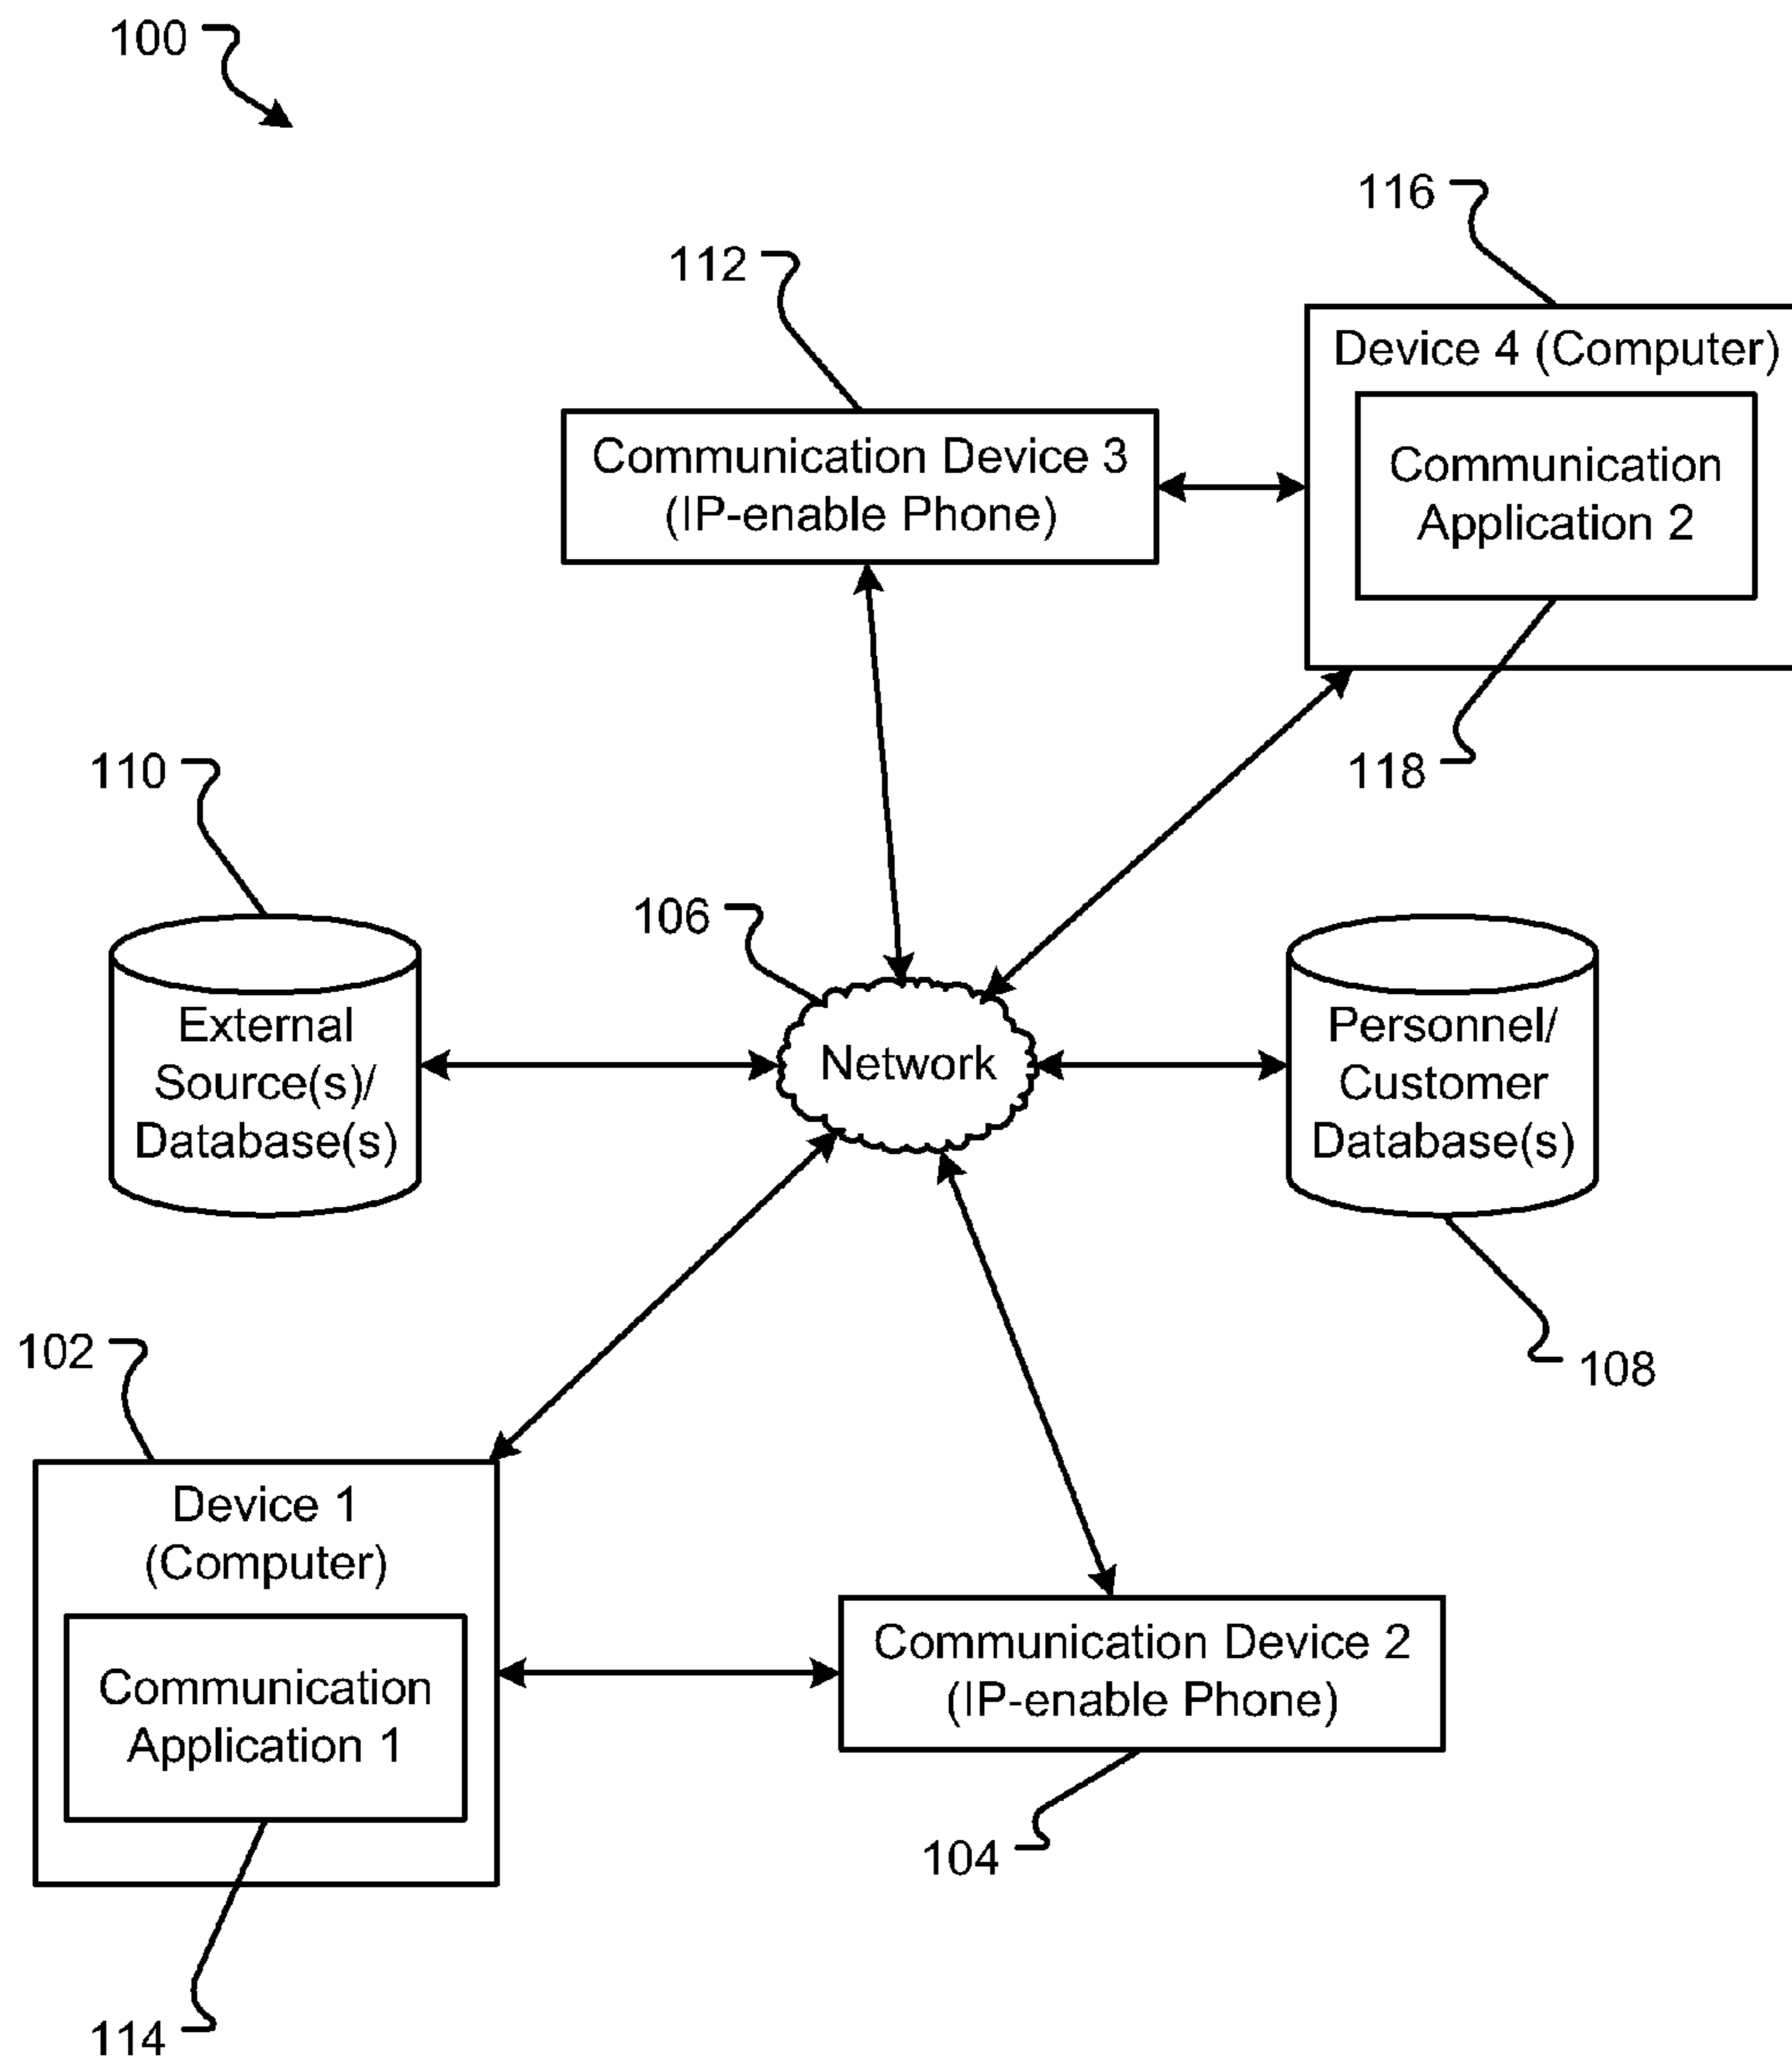 100
116
112
Device 4 (Computer)
Communication Device 3
(IP-enable Phone)
Communication
Application 2
110
118
106
External
Source(s)/
Database(s)
Network
Personnel/
Customer
Database(s)
102
108
Device 1
(Computer)
Communication
Application 1
Communication Device 2
(IP-enable Phone)
104
114